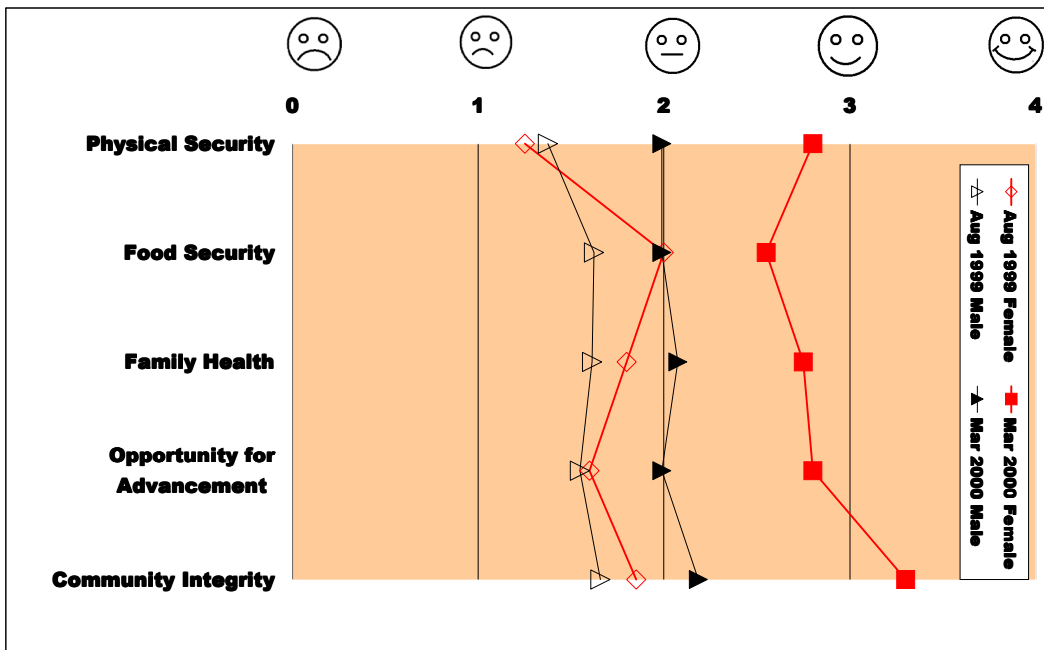 0 1 2 3 4
Physical Security
Food Security
Family Health
Opportunity for
Advancement
Community Integrity
Aug 1999 Female
Mar 2000 Female
Aug 1999 Male
Mar 2000 Male